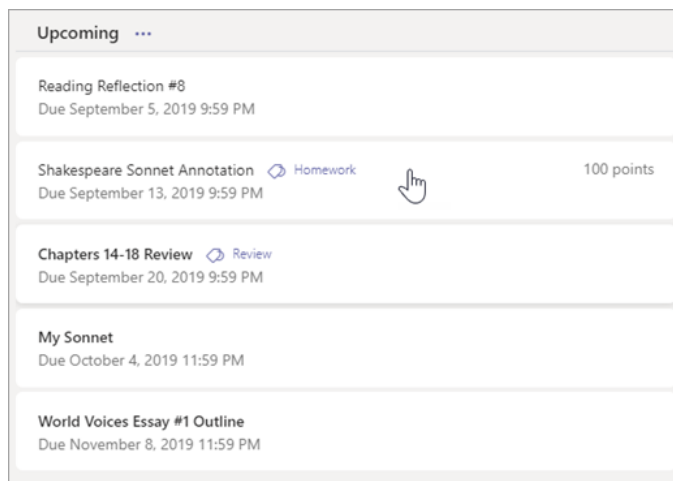 Upcoming ...
Reading Reflection #8
Due September 5, 2019 9:59 PM
Shakespeare Sonnet Annotation Homework 100 points
Due September 13, 2019 9:59 PM
Chapters 14-18 Review Review
Due September 20, 2019 9:59 PM
My Sonnet
Due October 4, 2019 11:59 PM
World Voices Essay #1 Outline
Due November 8, 2019 11:59 PM